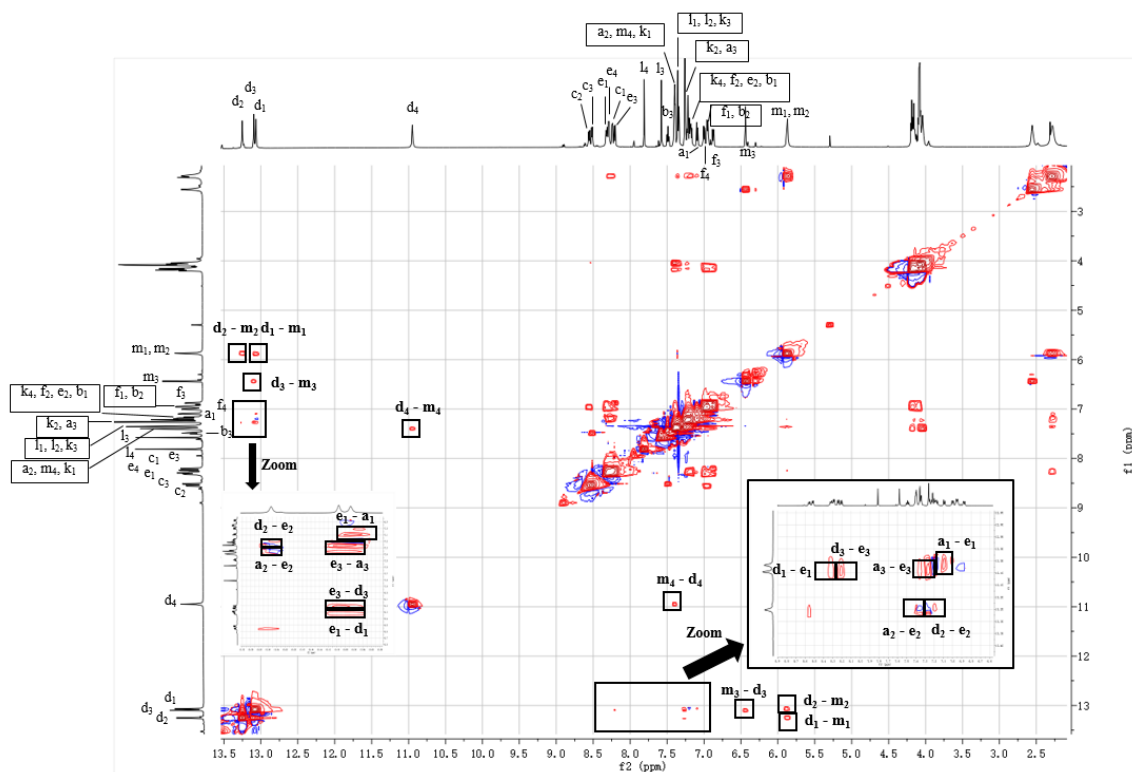 l₁, l₂, k₃
a₂, m₄, k₁
k₂, a₃
k₄, f₂, e₂, b₁
f₁, b₂
d₃
d₂ d₁
d₄
c₂
c₃
e₁
e₄
c₁
e₃
l₄
l₃
b₃
a₁
f₄
f₃
m₃
m₁, m₂
m₁, m₂
m₃
k₄, f₂, e₂, b₁
f₁, b₂
f₃
f₄
k₂, a₃
a₁
l₁, l₂, k₃
b₃
l₃
a₂, m₄, k₁
l₄
c₁
e₃
e₄
e₁
c₃
c₂
d₄
d₁
d₃
d₂
d₂ – m₂ d₁ – m₁
d₃ – m₃
d₄ – m₄
Zoom
d₂ – e₂
e₁ – a₁
a₂ – e₂
e₃ – a₃
e₃ – d₃
e₁ – d₁
m₄ – d₄
Zoom
d₃ – e₃
a₁ – e₁
d₁ – e₁
a₃ – e₃
a₂ – e₂
d₂ – e₂
m₃ – d₃
d₂ – m₂
d₁ – m₁
3
4
5
6
7
8
9
10
11
12
13
f1 (ppm)
13.5 12.5 11.5 10.5 9.5 9.0 8.5 8.0 7.5 7.0 6.5 6.0 5.5 5.0 4.5 4.0 3.5 3.0 2.5
f2 (ppm)